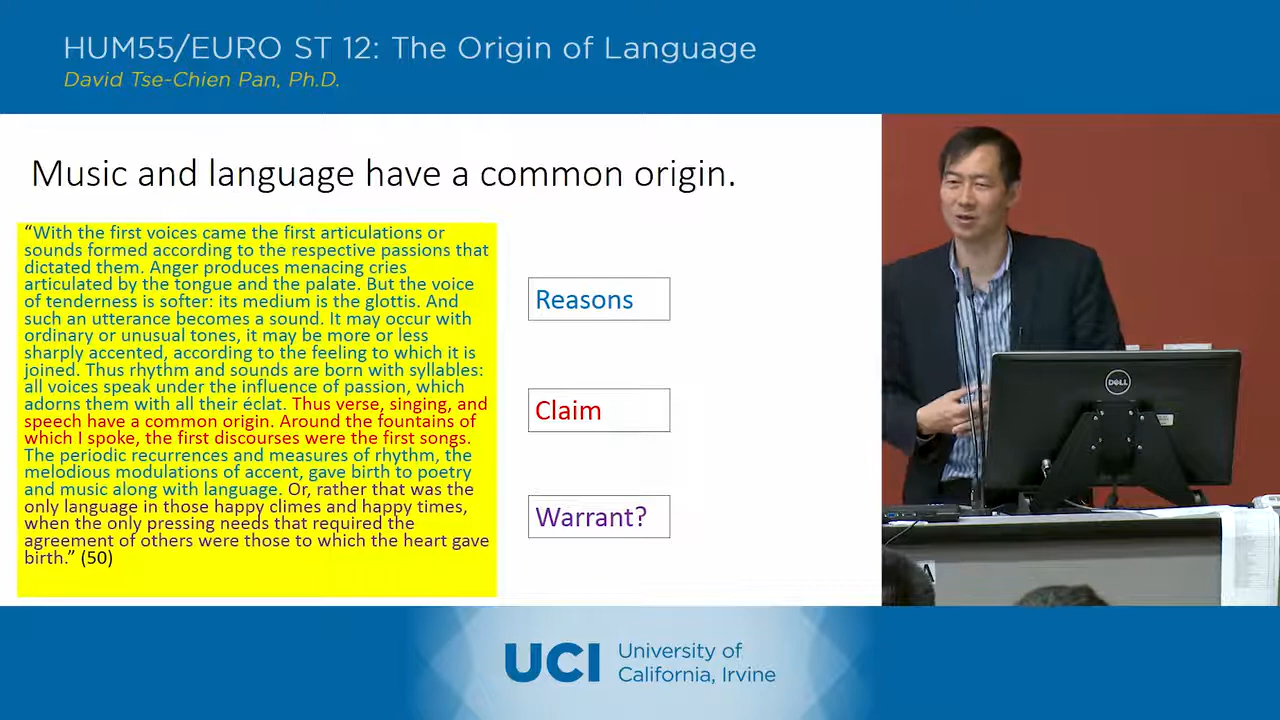 HUM55/EURO ST 12: The Origin of Language
David Tse-Chien Pan, Ph.D.
Music and language have a common origin.
“With the first voices came the first articulations or
sounds formed according to the respective passions that
dictated them. Anger produces menacing cries
articulated by the tongue and the palate. But the voice
of tenderness is softer: its medium is the glottis. And
such an utterance becomes a sound. It may occur with
ordinary or unusual tones, it may be more or less
sharply accented, according to the feeling to which it is
joined. Thus rhythm and sounds are born with syllables:
all voices speak under the influence of passion, which
adorns them with all their éclat. Thus verse, singing, and
speech have a common origin. Around the fountains of
which I spoke, the first discourses were the first songs.
The periodic recurrences and measures of rhythm, the
melodious modulations of accent, gave birth to poetry
and music along with language. Or, rather that was the
only language in those happy climes and happy times,
when the only pressing needs that required the
agreement of others were those to which the heart gave
birth.” (50)
Reasons
Claim
Warrant?
DELL
UCI
University of
California, Irvine